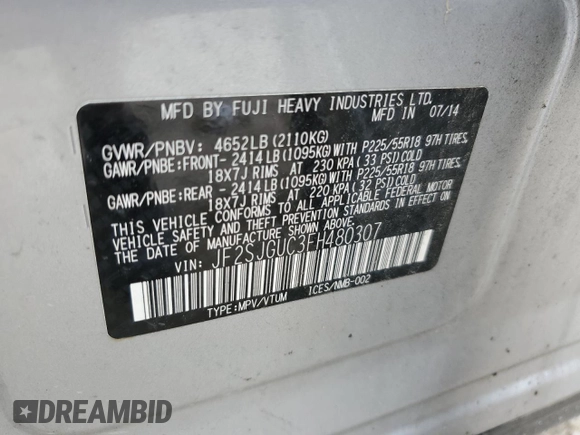 MFD BY FUJI HEAVY INDUSTRIES LTD.
MFD IN 07/14
GVWR/PNBV: 4652LB(2110KG)
GAWR/PNBE:FRONT- 2414LB(1095KG)WITH P225/55R18 97H TIRES,
18X7J RIMS AT 230 KPA(33 PSI)COLD
GAWR/PNBE:REAR - 2414LB(1095KG)WITH P225/55R18 97H TIRES,
18X7J RIMS AT 220 KPA(32 PSI)COLD
THIS VEHICLE CONFORMS TO ALL APPLICABLE FEDERAL MOTOR
VEHICLE SAFETY AND THEFT PREVENTION STANDARDS IN EFFECT ON
THE DATE OF MANUFACTURE SHOWN ABOVE.
VIN: JF2SJGUC3FH480307
TYPE:MPV/VTUM ICES/NMB-002
DREAMBID